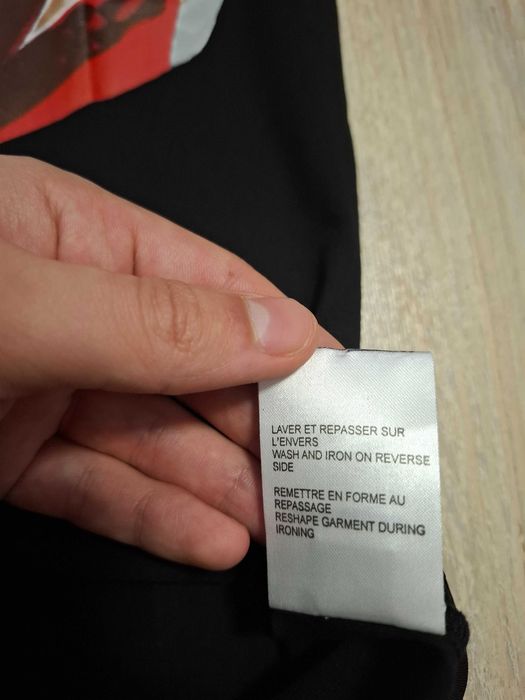 LAVER ET REPASSER SUR
L'ENVERS
WASH AND IRON ON REVERSE
SIDE
REMETTRE EN FORME AU
REPASSAGE
RESHAPE GARMENT DURING
IRONING